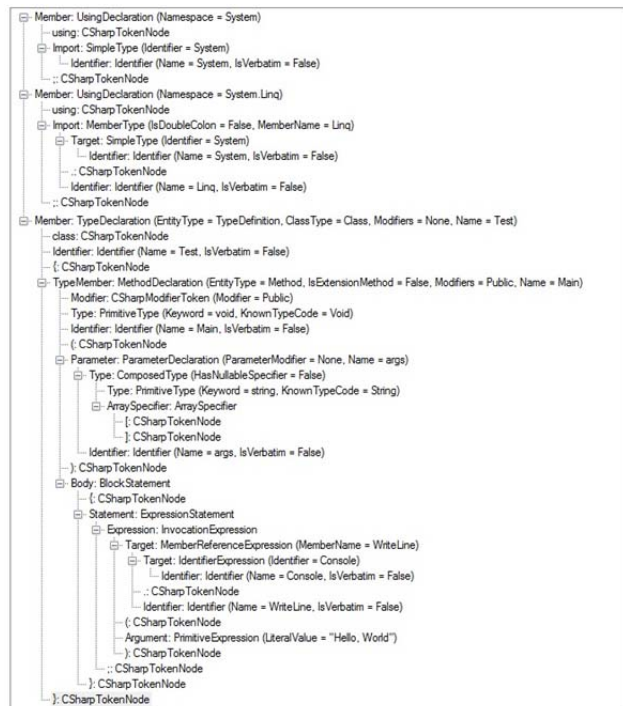 Member: UsingDeclaration (Namespace = System)
using: CSharpTokenNode
Import: SimpleType (Identifier = System)
Identifier: Identifier (Name = System, IsVerbatim = False)
;: CSharpTokenNode
Member: UsingDeclaration (Namespace = System.Linq)
using: CSharpTokenNode
Import: MemberType (IsDoubleColon = False, MemberName = Linq)
Target: SimpleType (Identifier = System)
Identifier: Identifier (Name = System, IsVerbatim = False)
.: CSharpTokenNode
Identifier: Identifier (Name = Linq, IsVerbatim = False)
;: CSharpTokenNode
Member: TypeDeclaration (EntityType = TypeDefinition, ClassType = Class, Modifiers = None, Name = Test)
class: CSharpTokenNode
Identifier: Identifier (Name = Test, IsVerbatim = False)
{: CSharpTokenNode
TypeMember: MethodDeclaration (EntityType = Method, IsExtensionMethod = False, Modifiers = Public, Name = Main)
Modifier: CSharpModifierToken (Modifier = Public)
Type: PrimitiveType (Keyword = void, KnownTypeCode = Void)
Identifier: Identifier (Name = Main, IsVerbatim = False)
(: CSharpTokenNode
Parameter: ParameterDeclaration (ParameterModifier = None, Name = args)
Type: ComposedType (HasNullableSpecifier = False)
Type: PrimitiveType (Keyword = string, KnownTypeCode = String)
ArraySpecifier: ArraySpecifier
[: CSharpTokenNode
]: CSharpTokenNode
Identifier: Identifier (Name = args, IsVerbatim = False)
): CSharpTokenNode
Body: BlockStatement
{: CSharpTokenNode
Statement: ExpressionStatement
Expression: InvocationExpression
Target: MemberReferenceExpression (MemberName = WriteLine)
Target: IdentifierExpression (Identifier = Console)
Identifier: Identifier (Name = Console, IsVerbatim = False)
.: CSharpTokenNode
Identifier: Identifier (Name = WriteLine, IsVerbatim = False)
(: CSharpTokenNode
Argument: PrimitiveExpression (LiteralValue = "Hello, World")
): CSharpTokenNode
;: CSharpTokenNode
}: CSharpTokenNode
}: CSharpTokenNode